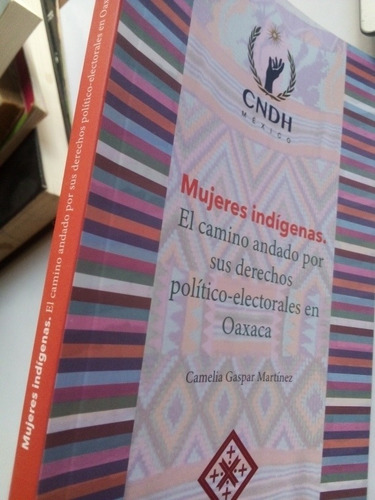 CNDH
MÉXICO
Mujeres indígenas.
El camino andado por
sus derechos
político-electorales en
Oaxaca
Camelia Gaspar Martínez
Mujeres indígenas. El camino andado por sus derechos político-electorales en